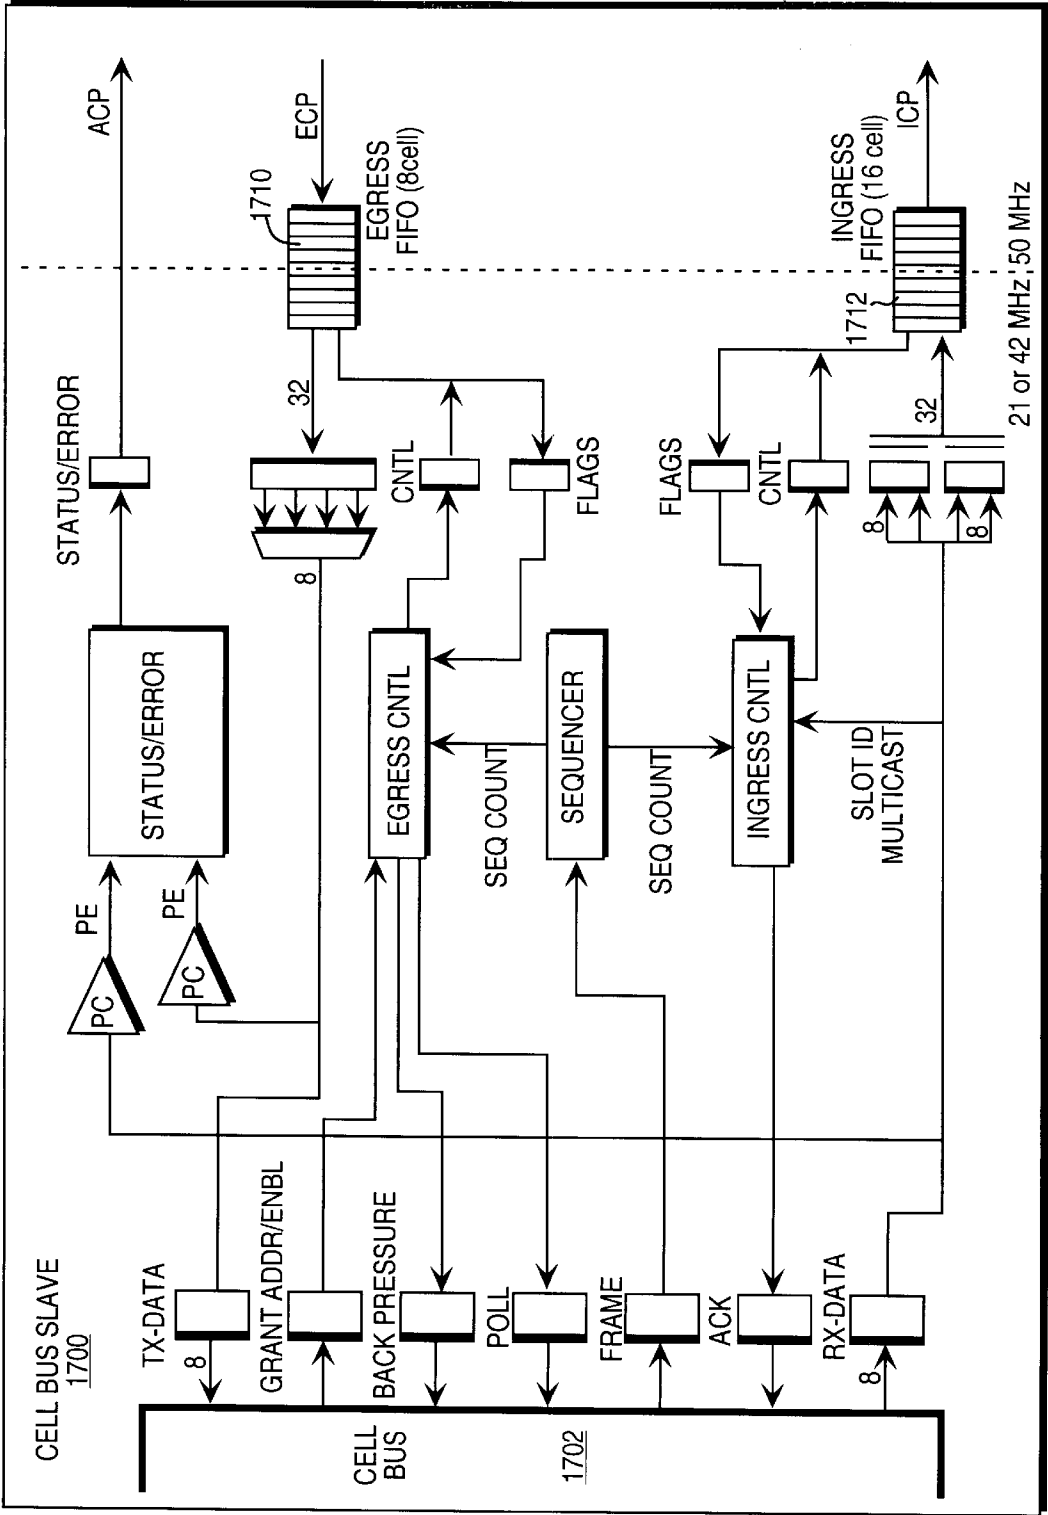 CELL BUS SLAVE
1700
TX-DATA
8
GRANT ADDR/ENBL
BACK PRESSURE
POLL
FRAME
ACK
RX-DATA
8
CELL
BUS
1702
PC
PE
PC
PE
STATUS/ERROR
STATUS/ERROR
ACP
8
32
EGRESS CNTL
CNTL
FLAGS
1710
ECP
EGRESS
FIFO (8cell)
SEQ COUNT
SEQUENCER
SEQ COUNT
INGRESS CNTL
FLAGS
CNTL
SLOT ID
MULTICAST
8
8
32
1712
INGRESS
FIFO (16 cell)
ICP
21 or 42 MHz
50 MHz